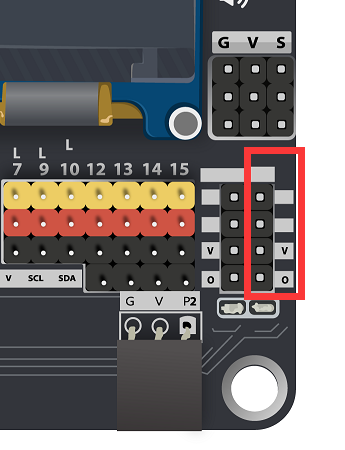 G V S
L L L
7 9 10 12 13 14 15
V V
V SCL SDA O O
G V P2